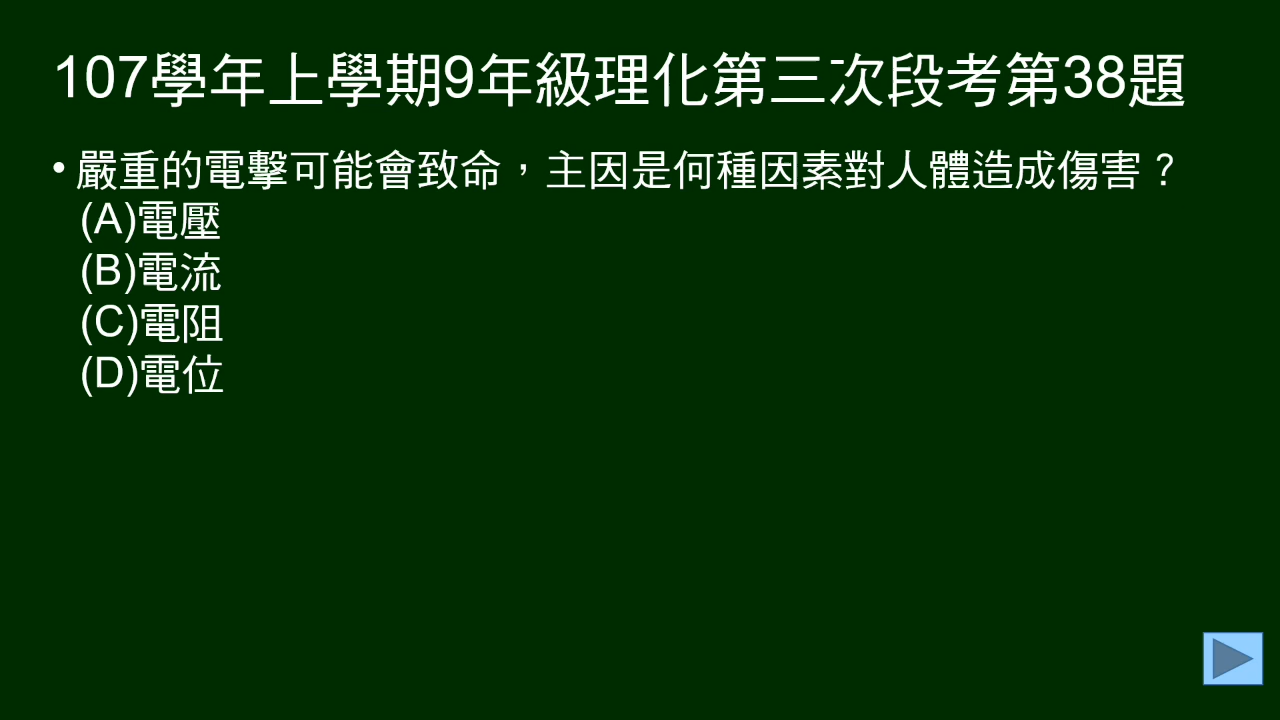 107學年上學期9年級理化第三次段考第38題
• 嚴重的電擊可能會致命，主因是何種因素對人體造成傷害？
(A)電壓
(B)電流
(C)電阻
(D)電位